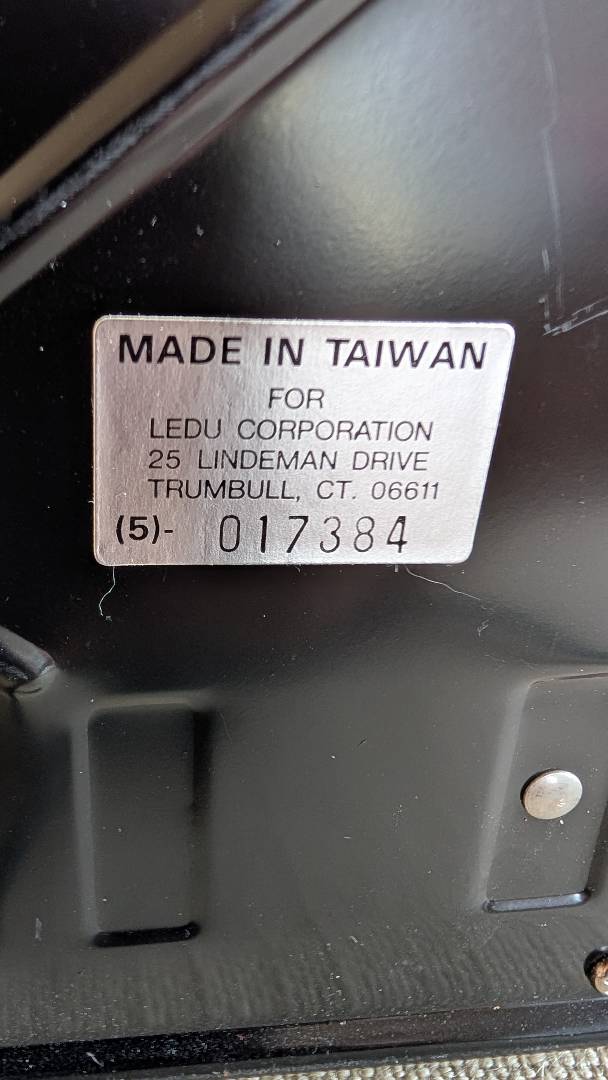 MADE IN TAIWAN
FOR
LEDU CORPORATION
25 LINDEMAN DRIVE
TRUMBULL, CT. 06611
(5)- 017384